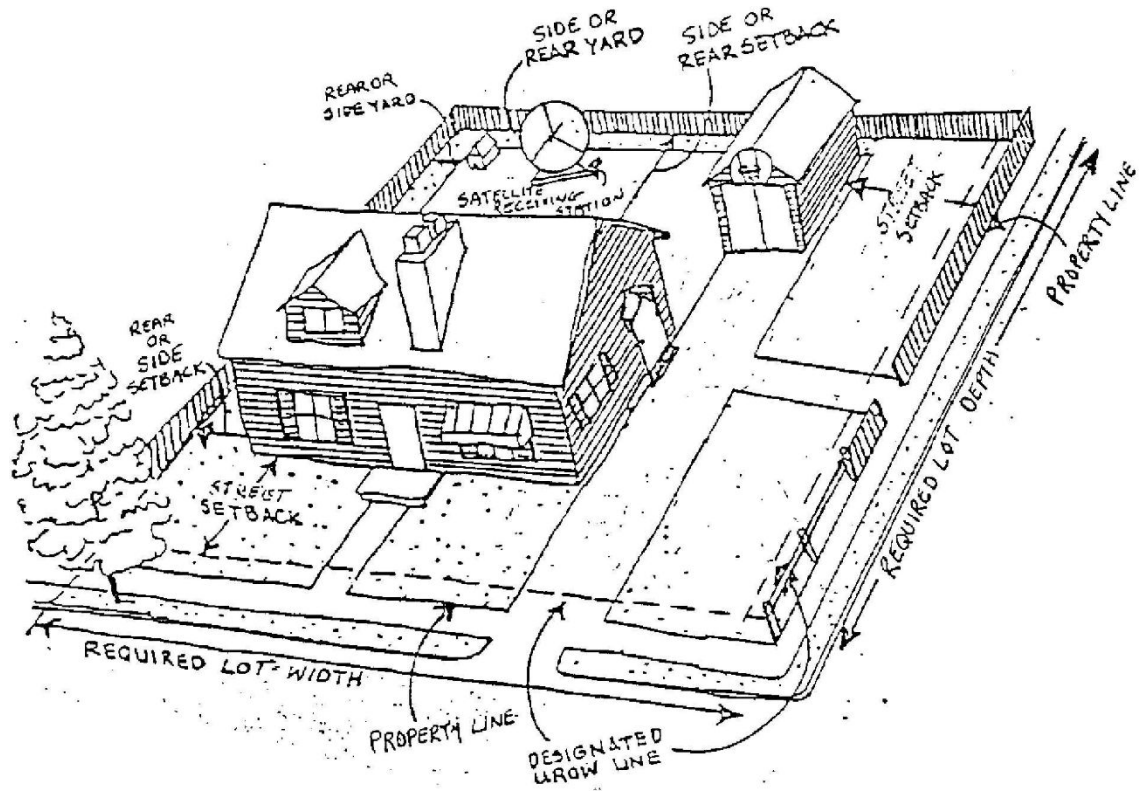 SIDE OR
REAR YARD
SIDE OR
REAR SETBACK
REAR OR
SIDE YARD
SATELLITE
RECEIVING
STATION
STREET
SETBACK
PROPERTY LINE
REAR
OR
SIDE
SETBACK
STREET
SETBACK
REQUIRED LOT DEPTH
REQUIRED LOT-WIDTH
PROPERTY LINE
DESIGNATED
UROW LINE